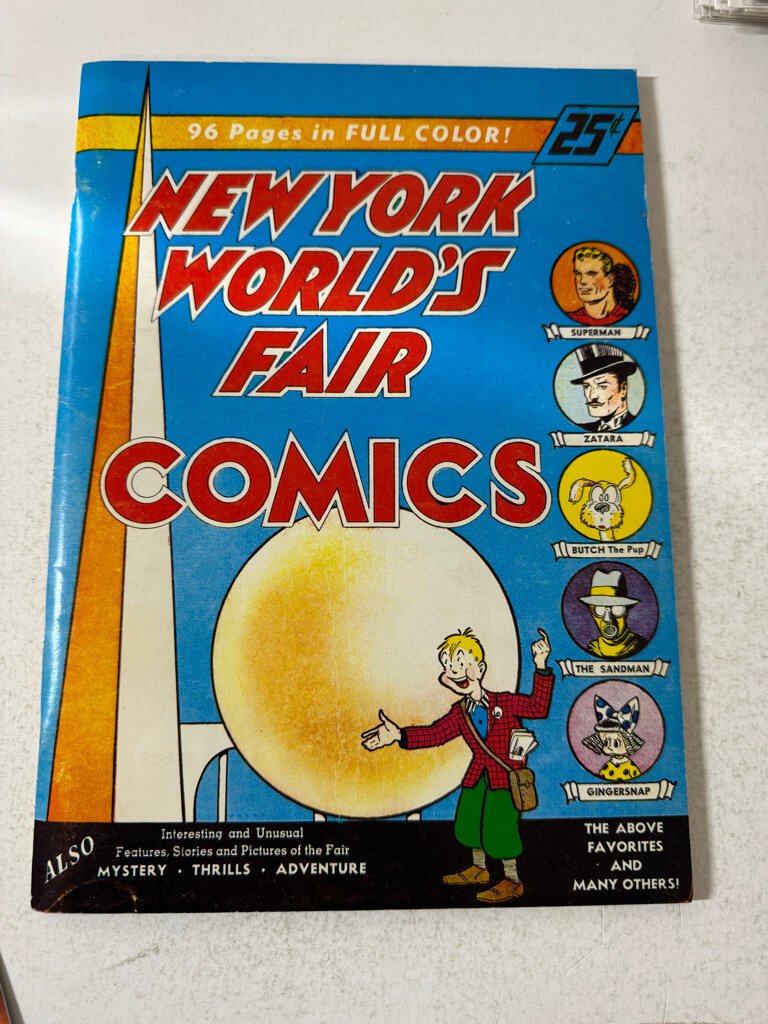 96 Pages in FULL COLOR!
25¢
NEW YORK
WORLD'S
FAIR
COMICS
SUPERMAN
ZATARA
BUTCH The Pup
THE SANDMAN
GINGERSNAP
ALSO
Interesting and Unusual
Features, Stories and Pictures of the Fair
MYSTERY · THRILLS · ADVENTURE
THE ABOVE
FAVORITES
AND
MANY OTHERS!